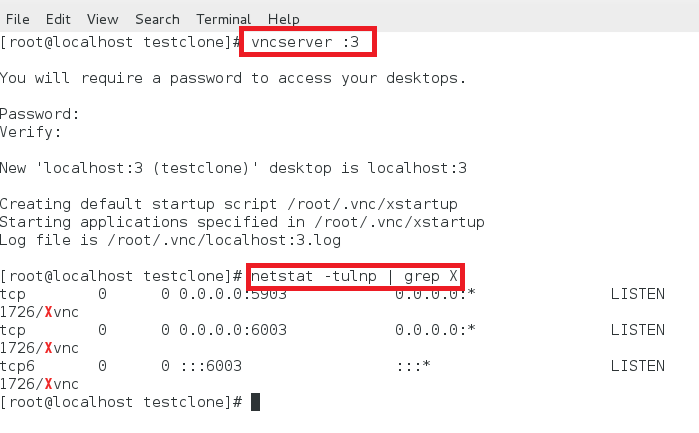 File Edit View Search Terminal Help
[root@localhost testclone]# vncserver :3
You will require a password to access your desktops.
Password:
Verify:
New 'localhost:3 (testclone)' desktop is localhost:3
Creating default startup script /root/.vnc/xstartup
Starting applications specified in /root/.vnc/xstartup
Log file is /root/.vnc/localhost:3.log
[root@localhost testclone]# netstat -tulnp | grep X
tcp 0 0 0.0.0.0:5903 0.0.0.0:* LISTEN
1726/Xvnc
tcp 0 0 0.0.0.0:6003 0.0.0.0:* LISTEN
1726/Xvnc
tcp6 0 0 :::6003 :::* LISTEN
1726/Xvnc
[root@localhost testclone]#